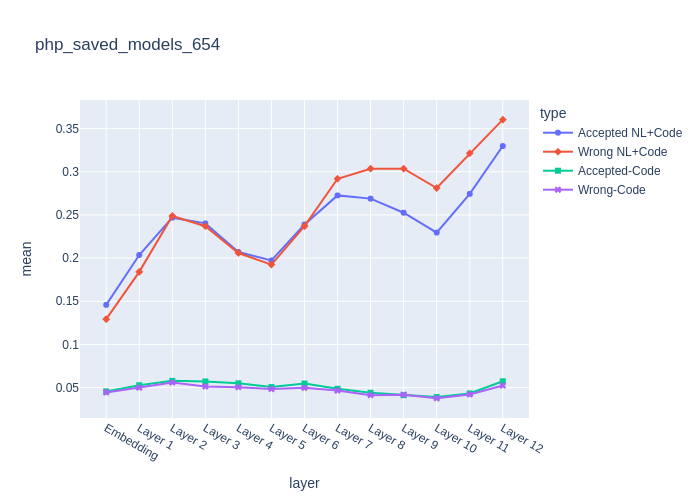 php_saved_models_654
type
Accepted NL+Code
Wrong NL+Code
Accepted-Code
Wrong-Code
mean
0.35
0.3
0.25
0.2
0.15
0.1
0.05
Embedding
Layer 1
Layer 2
Layer 3
Layer 4
Layer 5
Layer 6
Layer 7
Layer 8
Layer 9
Layer 10
Layer 11
Layer 12
layer